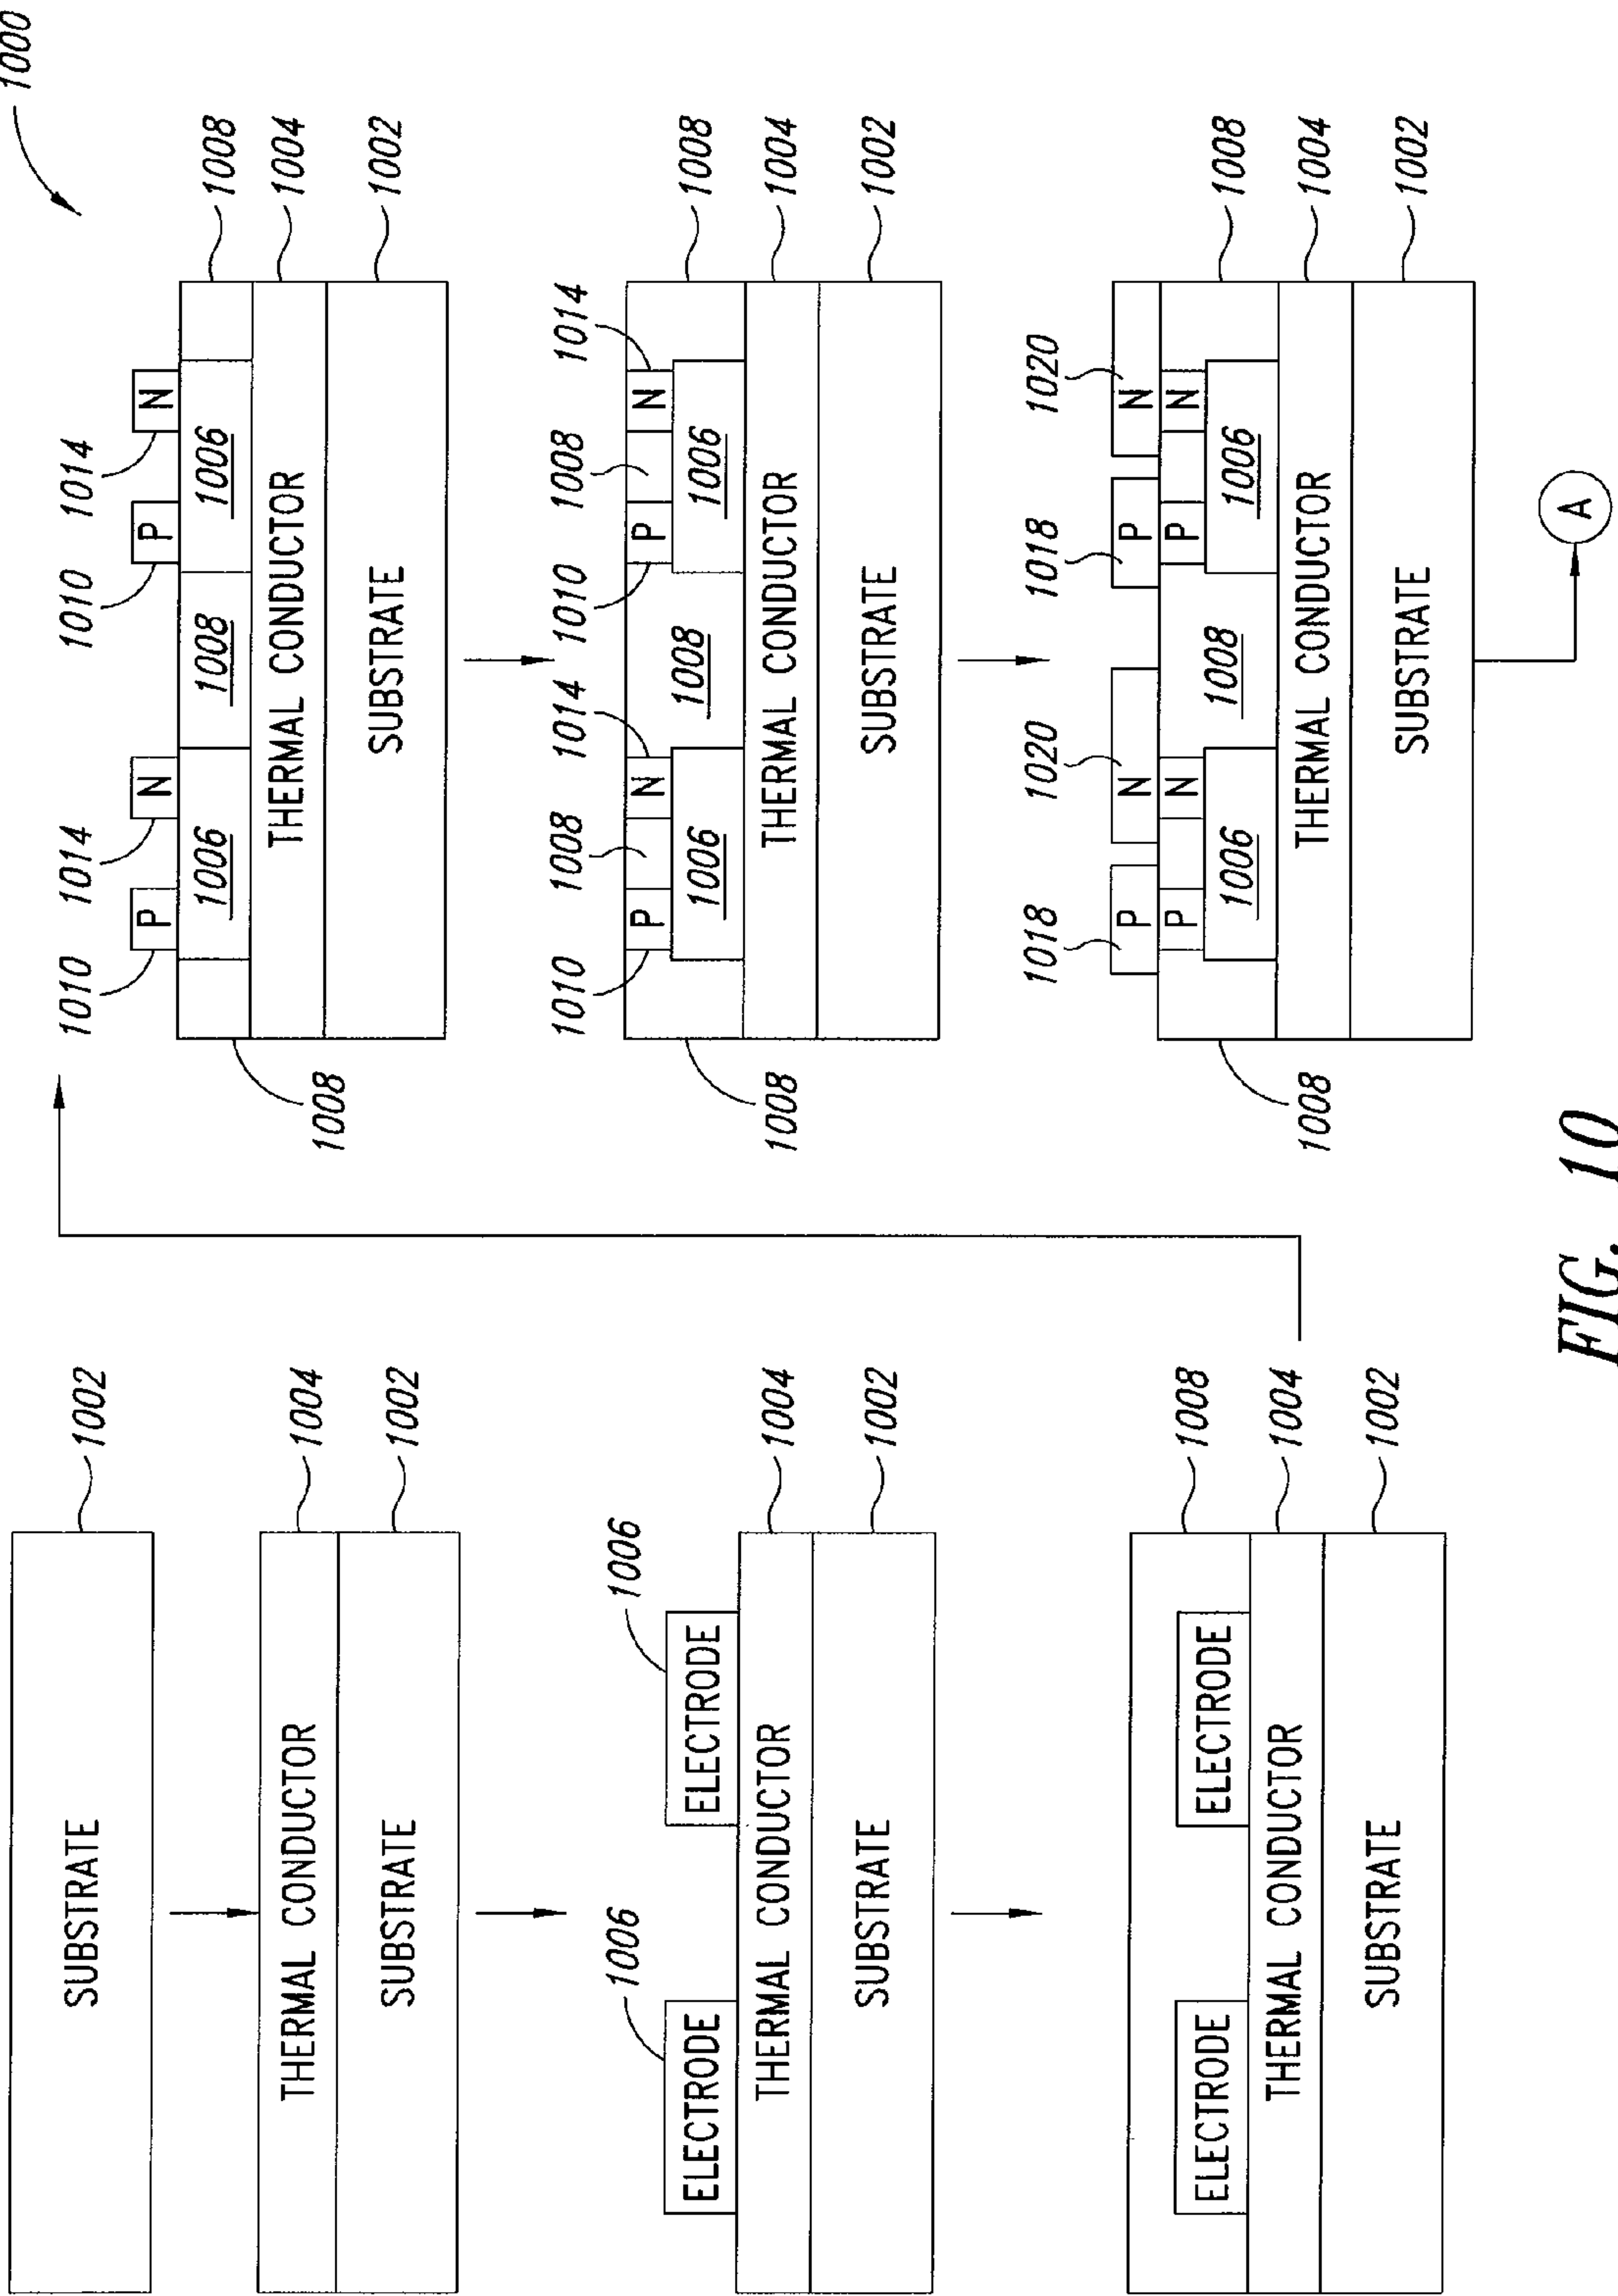 1000
SUBSTRATE 1002
THERMAL CONDUCTOR 1004
SUBSTRATE 1002
1006 1006
ELECTRODE ELECTRODE
THERMAL CONDUCTOR 1004
SUBSTRATE 1002
1008
ELECTRODE ELECTRODE
THERMAL CONDUCTOR 1004
SUBSTRATE 1002
1010 1014 1010 1014
P N P N
1006 1008 1006 1008
THERMAL CONDUCTOR 1004
1008
SUBSTRATE 1002
1010 1008 1014 1010 1008 1014
P N P N
1006 1008 1006 1008
THERMAL CONDUCTOR 1004
1008
SUBSTRATE 1002
1018 1020 1018 1020
P N P N
P N P N
1006 1008 1006 1008
THERMAL CONDUCTOR 1004
1008
SUBSTRATE 1002
A
FIG. 10